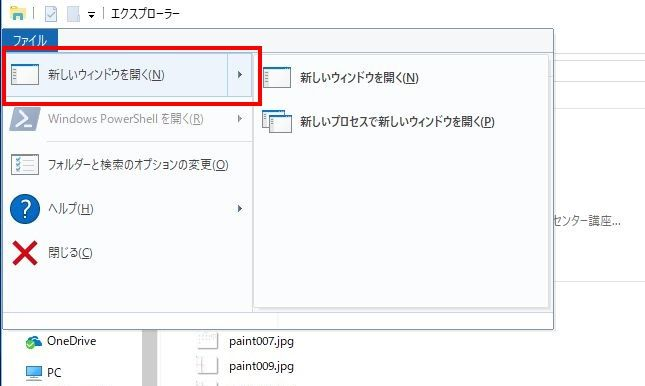 エクスプローラー
ファイル
新しいウィンドウを開く(N)
新しいウィンドウを開く(N)
新しいプロセスで新しいウィンドウを開く(P)
Windows PowerShell を開く(R)
フォルダーと検索のオプションの変更(O)
ヘルプ(H)
閉じる(C)
センター講座...
OneDrive
paint007.jpg
PC
paint009.jpg